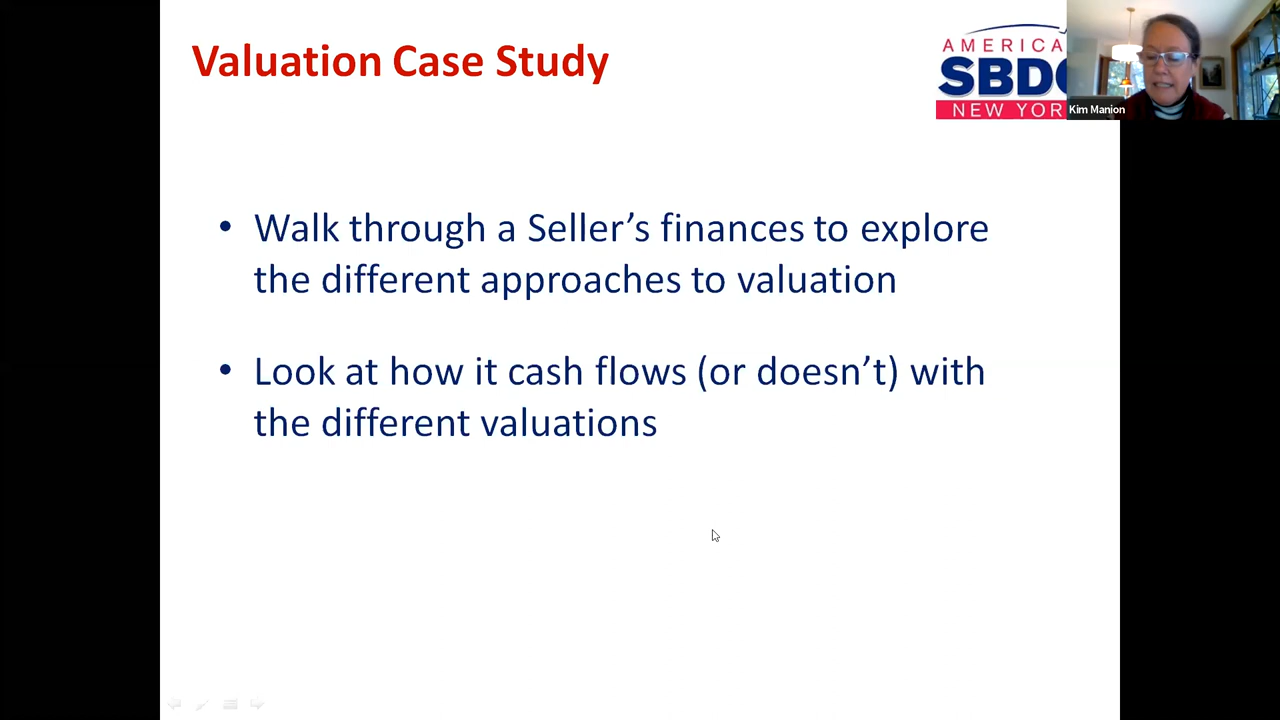 Valuation Case Study
AMERICA
SBDC
NEW YOR
Kim Manion
• Walk through a Seller's finances to explore
the different approaches to valuation
• Look at how it cash flows (or doesn't) with
the different valuations